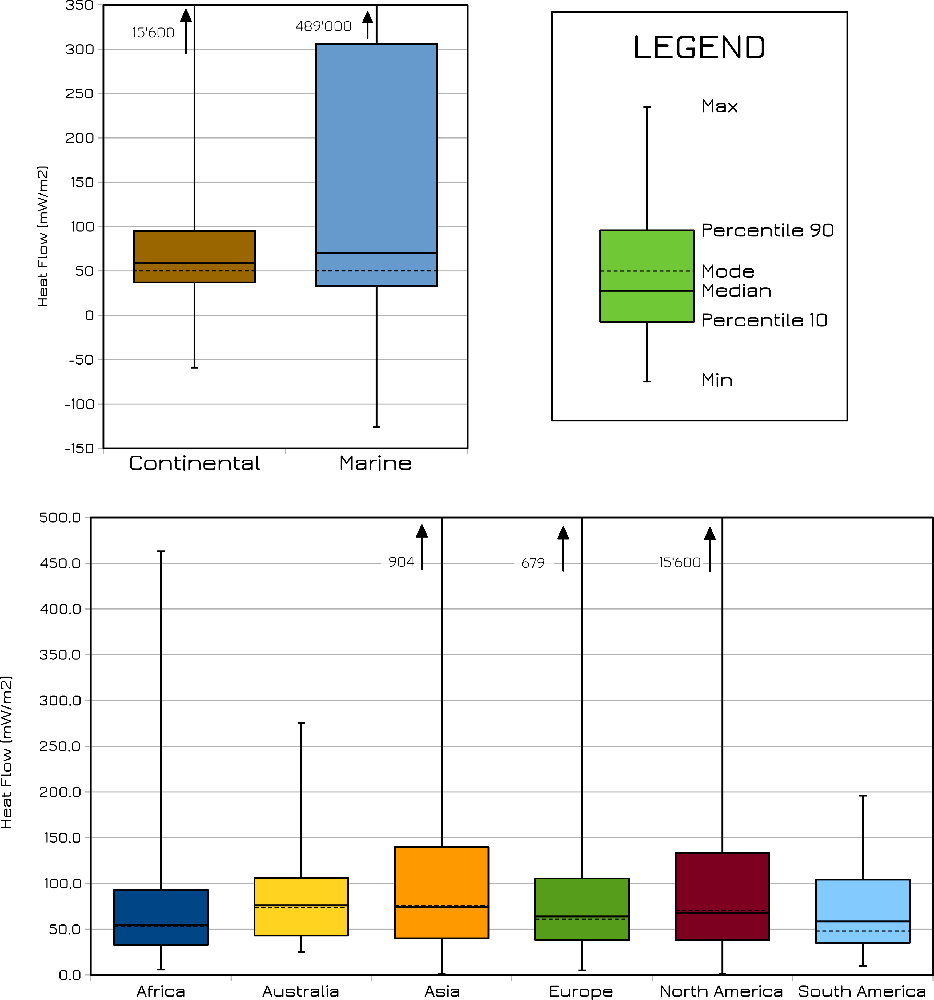 350
300
250
200
150
100
50
0
-50
-100
-150
Heat Flow (mW/m2)
15'600
489'000
Continental
Marine
LEGEND
Max
Percentile 90
Mode
Median
Percentile 10
Min
500.0
450.0
400.0
350.0
300.0
250.0
200.0
150.0
100.0
50.0
0.0
Heat Flow (mW/m2)
904
679
15'600
Africa
Australia
Asia
Europe
North America
South America